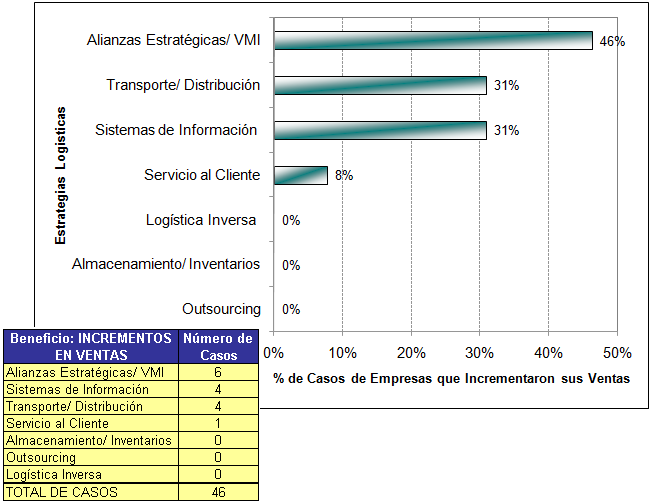 Estrategias Logísticas
Alianzas Estratégicas/ VMI 46%
Transporte/ Distribución 31%
Sistemas de Información 31%
Servicio al Cliente 8%
Logística Inversa 0%
Almacenamiento/ Inventarios 0%
Outsourcing 0%
0% 10% 20% 30% 40% 50%
% de Casos de Empresas que Incrementaron sus Ventas
Beneficio: INCREMENTOS EN VENTAS Número de Casos
Alianzas Estratégicas/ VMI 6
Sistemas de Información 4
Transporte/ Distribución 4
Servicio al Cliente 1
Almacenamiento/ Inventarios 0
Outsourcing 0
Logística Inversa 0
TOTAL DE CASOS 46